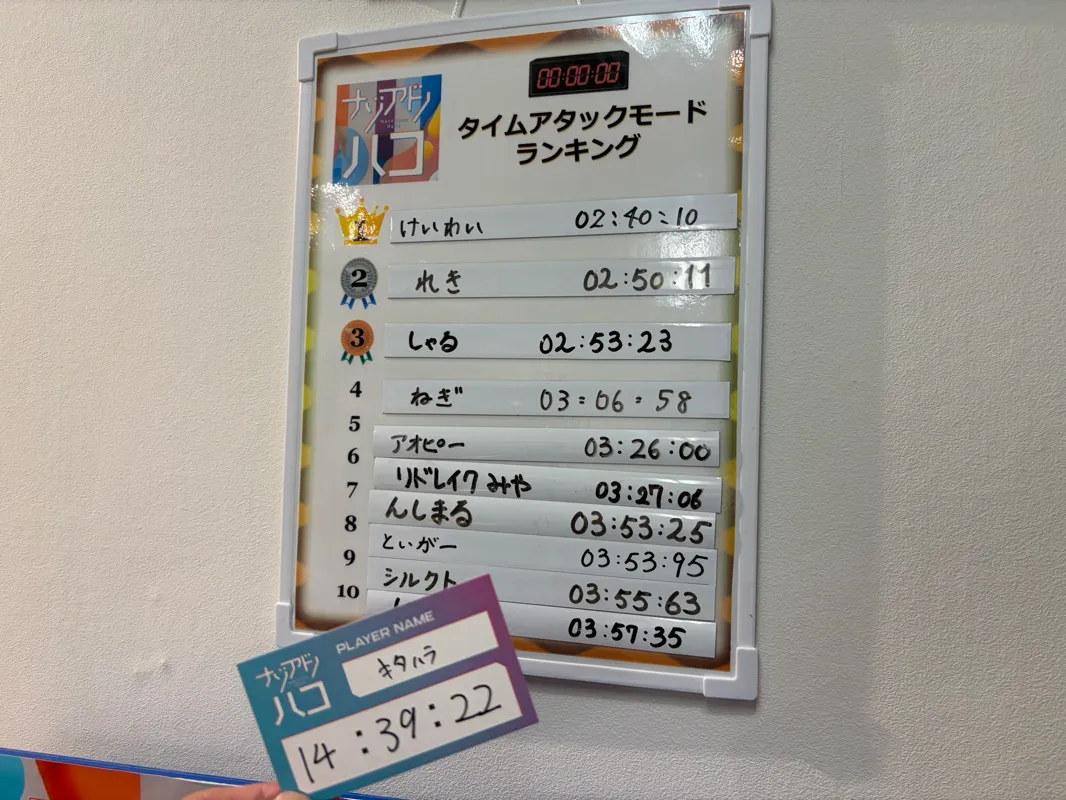 ナゾアドハコ
00:00:00
タイムアタックモード
ランキング
1 けいわい 02:40:10
2 れき 02:50:11
3 しゃる 02:53:23
4 ねぎ 03:06:58
5 アオピー 03:26:00
6 リドレイク みや 03:27:06
7 んしまる 03:53:25
8 といがー 03:53:95
9 シルクト 03:55:63
10 03:57:35
ナゾアドハコ
PLAYER NAME
キタハラ
14:39:22